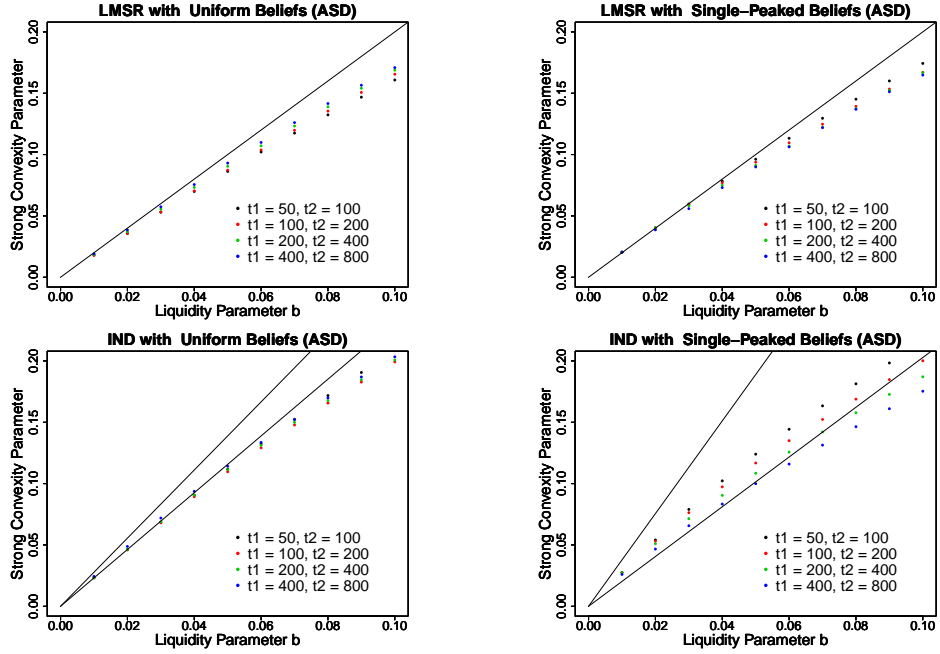 LMSR with Uniform Beliefs (ASD)
Strong Convexity Parameter
0.20
0.15
0.10
0.05
0.00
t1 = 50, t2 = 100
t1 = 100, t2 = 200
t1 = 200, t2 = 400
t1 = 400, t2 = 800
0.00 0.02 0.04 0.06 0.08 0.10
Liquidity Parameter b
LMSR with Single−Peaked Beliefs (ASD)
Strong Convexity Parameter
0.20
0.15
0.10
0.05
0.00
t1 = 50, t2 = 100
t1 = 100, t2 = 200
t1 = 200, t2 = 400
t1 = 400, t2 = 800
0.00 0.02 0.04 0.06 0.08 0.10
Liquidity Parameter b
IND with Uniform Beliefs (ASD)
Strong Convexity Parameter
0.20
0.15
0.10
0.05
0.00
t1 = 50, t2 = 100
t1 = 100, t2 = 200
t1 = 200, t2 = 400
t1 = 400, t2 = 800
0.00 0.02 0.04 0.06 0.08 0.10
Liquidity Parameter b
IND with Single−Peaked Beliefs (ASD)
Strong Convexity Parameter
0.20
0.15
0.10
0.05
0.00
t1 = 50, t2 = 100
t1 = 100, t2 = 200
t1 = 200, t2 = 400
t1 = 400, t2 = 800
0.00 0.02 0.04 0.06 0.08 0.10
Liquidity Parameter b